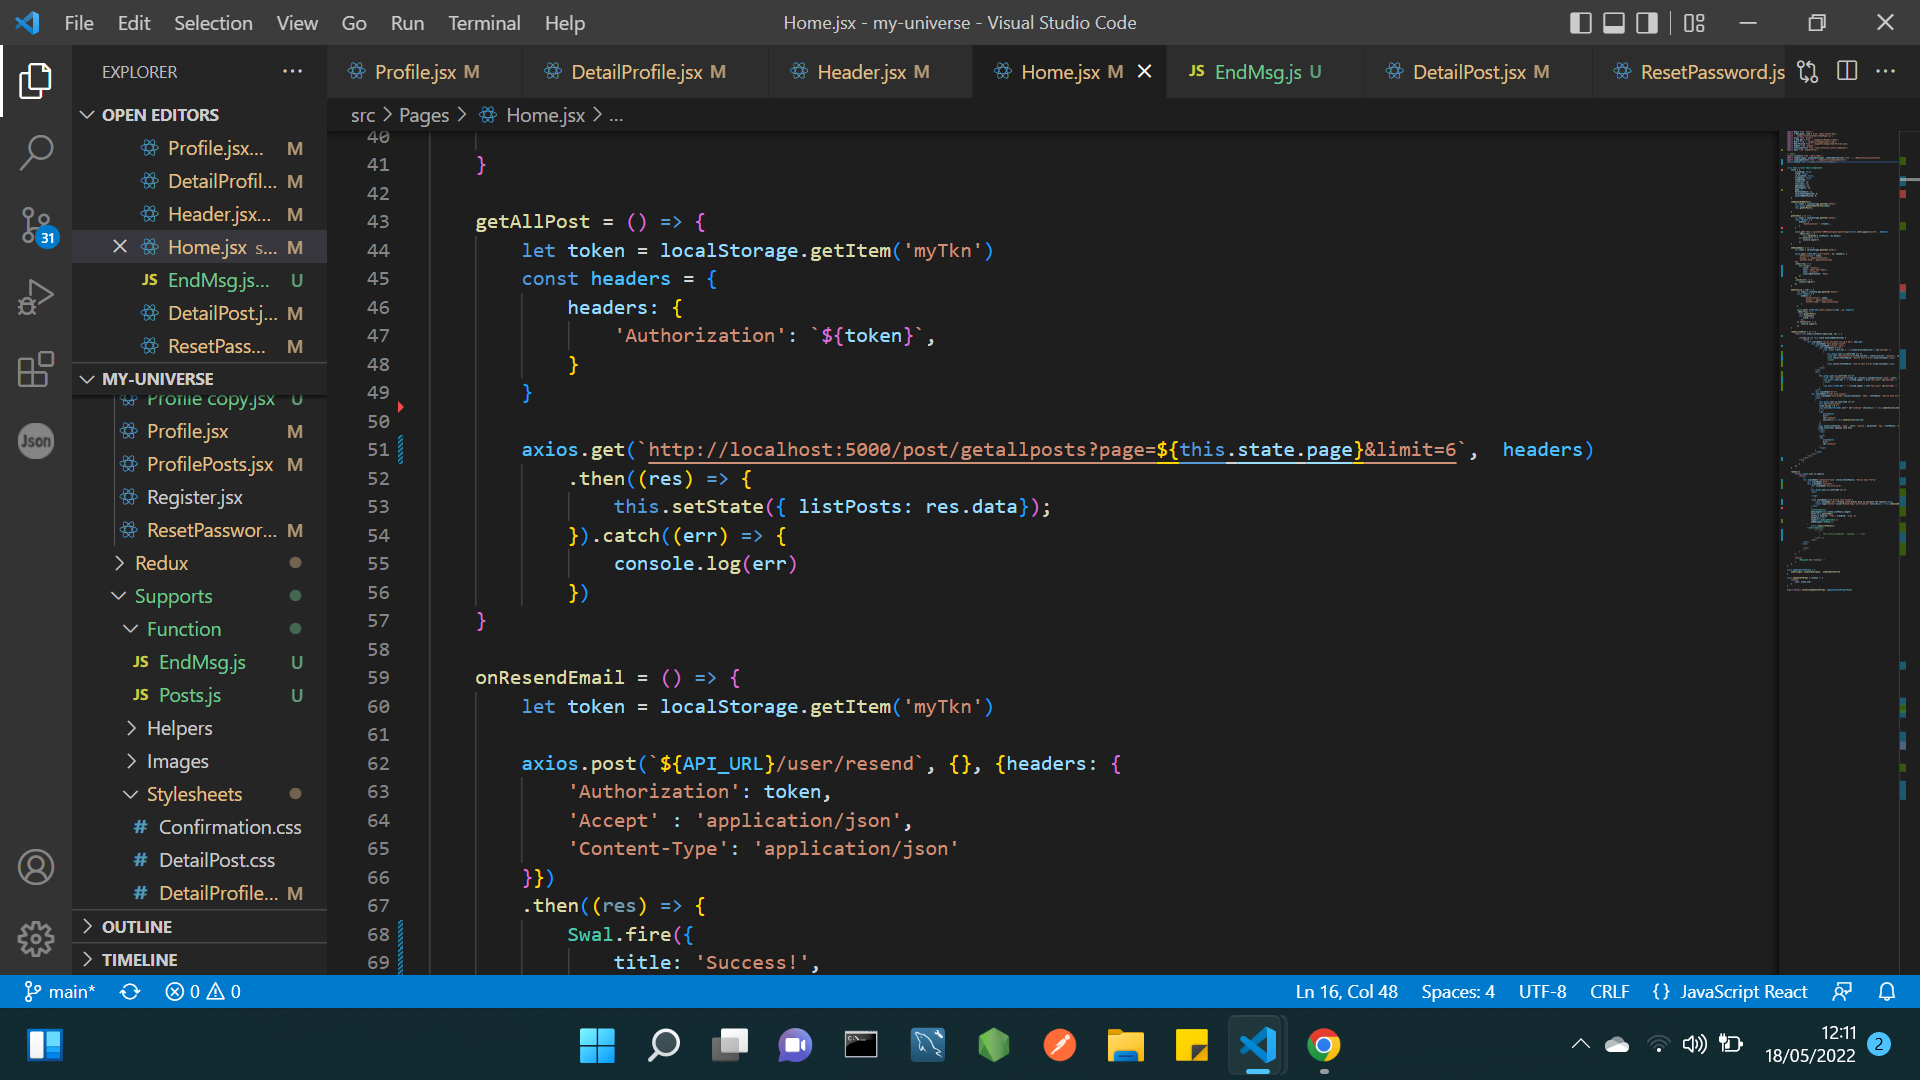 File Edit Selection View Go Run Terminal Help
Home.jsx - my-universe - Visual Studio Code
EXPLORER
Profile.jsx M
DetailProfile.jsx M
Header.jsx M
Home.jsx M
JS EndMsg.js U
DetailPost.jsx M
ResetPassword.js
src > Pages > Home.jsx > ...
OPEN EDITORS
Profile.jsx... M
DetailProfil... M
Header.jsx... M
Home.jsx s... M
JS EndMsg.js... U
DetailPost.j... M
ResetPass... M
31
Json
MY-UNIVERSE
Profile copy.jsx U
Profile.jsx M
ProfilePosts.jsx M
Register.jsx
ResetPasswor... M
Redux
Supports
Function
JS EndMsg.js U
JS Posts.js U
Helpers
Images
Stylesheets
# Confirmation.css
# DetailPost.css
# DetailProfile... M
OUTLINE
TIMELINE
40
41 }
42
43 getAllPost = () => {
44 let token = localStorage.getItem('myTkn')
45 const headers = {
46 headers: {
47 'Authorization': `${token}`,
48 }
49 }
50
51 axios.get(`http://localhost:5000/post/getallposts?page=${this.state.page}&limit=6`,  headers)
52 .then((res) => {
53 this.setState({ listPosts: res.data});
54 }).catch((err) => {
55 console.log(err)
56 })
57 }
58
59 onResendEmail = () => {
60 let token = localStorage.getItem('myTkn')
61
62 axios.post(`${API_URL}/user/resend`, {}, {headers: {
63 'Authorization': token,
64 'Accept' : 'application/json',
65 'Content-Type': 'application/json'
66 }})
67 .then((res) => {
68 Swal.fire({
69 title: 'Success!',
main* 0 0
Ln 16, Col 48 Spaces: 4 UTF-8 CRLF {} JavaScript React
12:11
18/05/2022
2